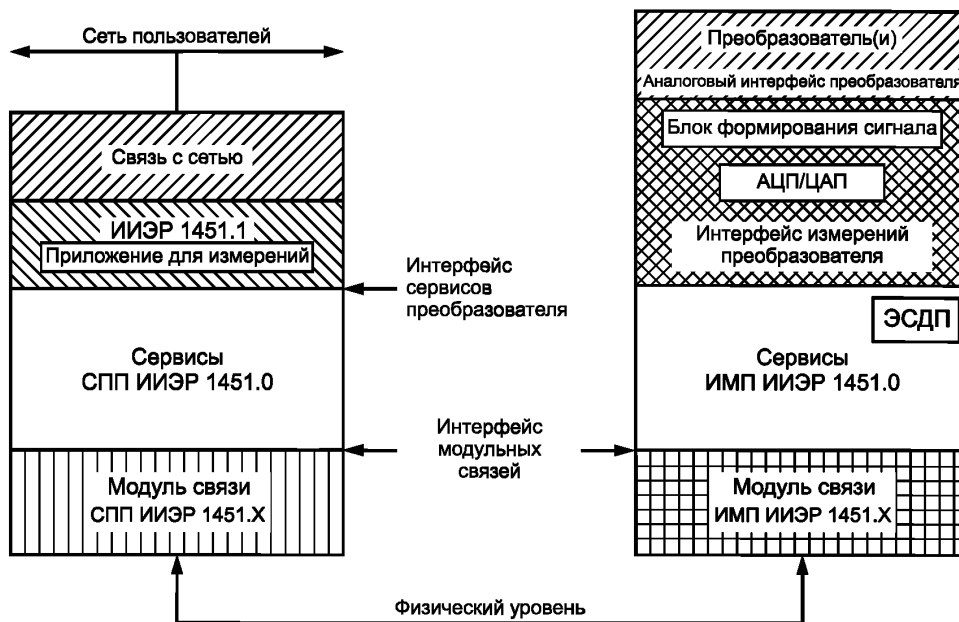 Сеть пользователей
Связь с сетью
ИИЭР 1451.1
Приложение для измерений
Сервисы
СПП ИИЭР 1451.0
Модуль связи
СПП ИИЭР 1451.X
Интерфейс
сервисов
преобразователя
Интерфейс
модульных
связей
Физический уровень
Преобразователь(и)
Аналоговый интерфейс преобразователя
Блок формирования сигнала
АЦП/ЦАП
Интерфейс измерений
преобразователя
ЭСДП
Сервисы
ИМП ИИЭР 1451.0
Модуль связи
ИМП ИИЭР 1451.X